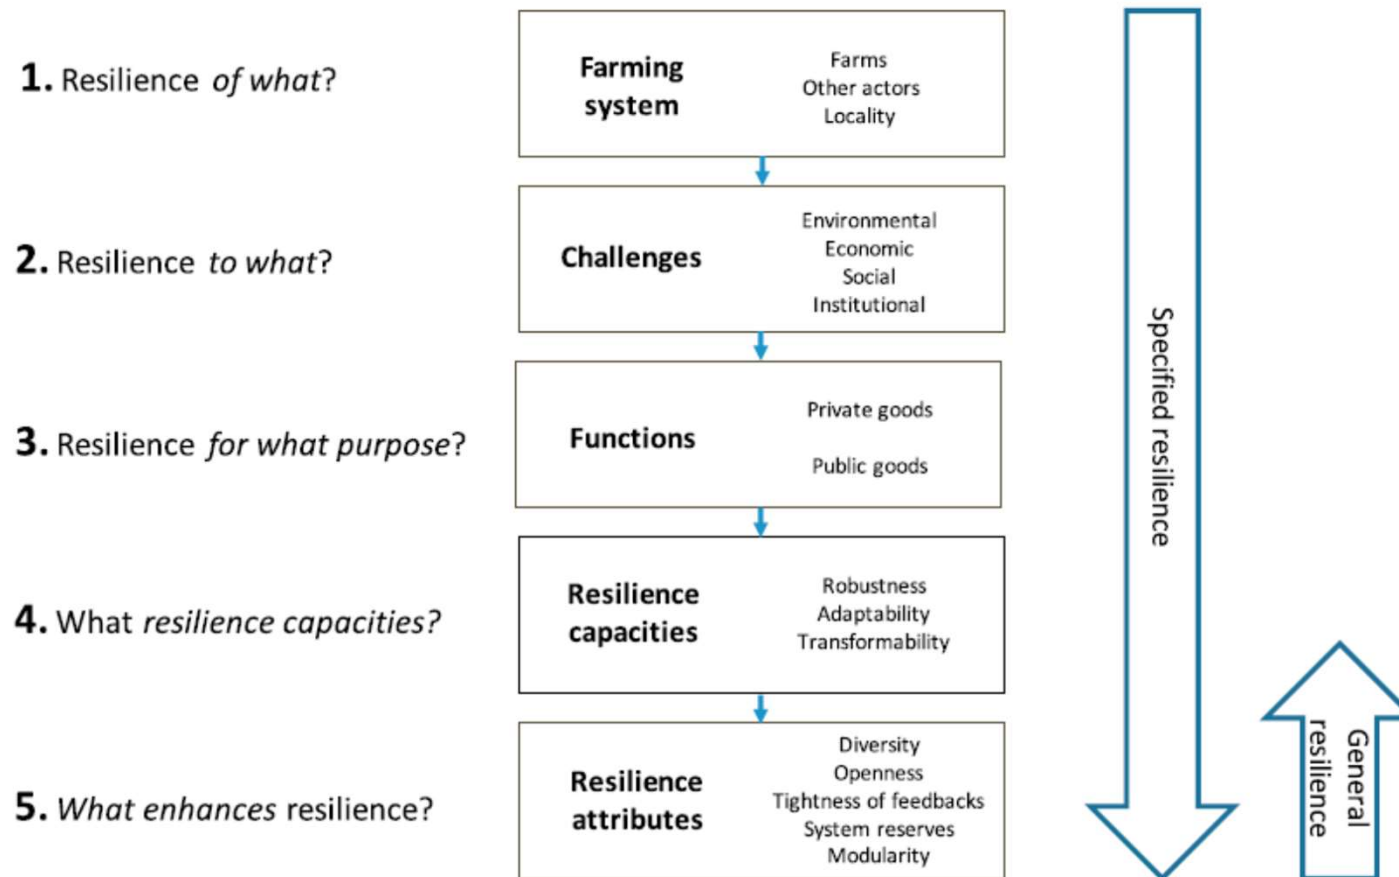 1. Resilience of what?
Farming
system
Farms
Other actors
Locality
2. Resilience to what?
Challenges
Environmental
Economic
Social
Institutional
3. Resilience for what purpose?
Functions
Private goods
Public goods
4. What resilience capacities?
Resilience
capacities
Robustness
Adaptability
Transformability
5. What enhances resilience?
Resilience
attributes
Diversity
Openness
Tightness of feedbacks
System reserves
Modularity
Specified resilience
General
resilience